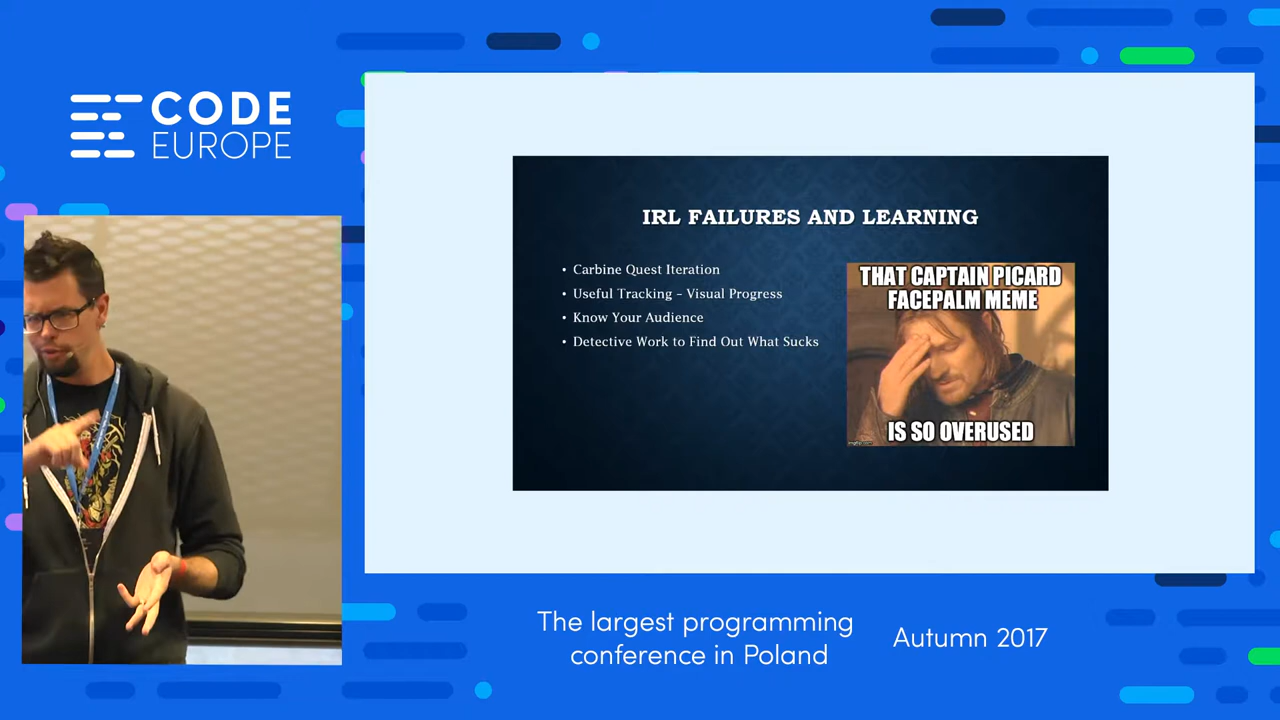 CODE
EUROPE
IRL FAILURES AND LEARNING
• Carbine Quest Iteration
• Useful Tracking – Visual Progress
• Know Your Audience
• Detective Work to Find Out What Sucks
THAT CAPTAIN PICARD
FACEPALM MEME
IS SO OVERUSED
The largest programming
conference in Poland
Autumn 2017